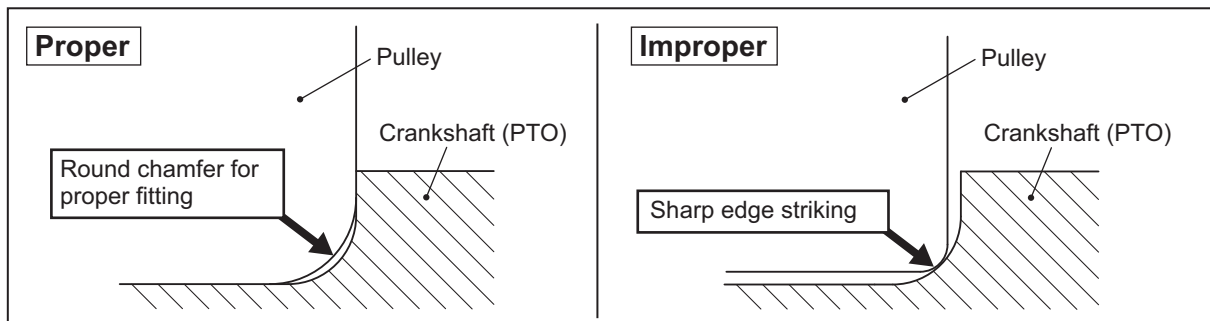 Proper
Pulley
Crankshaft (PTO)
Round chamfer for
proper fitting
Improper
Pulley
Crankshaft (PTO)
Sharp edge striking